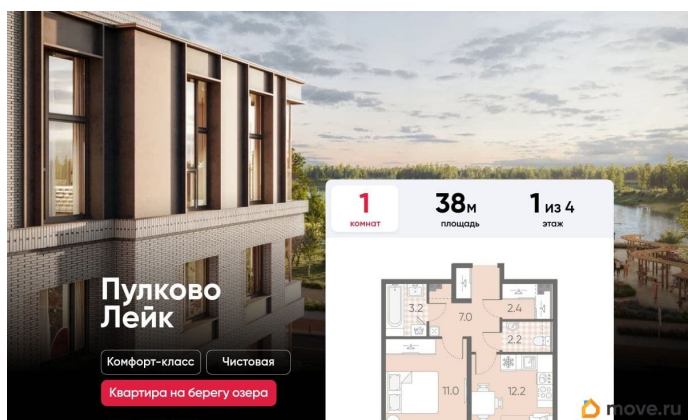 1
комнат
38м
площадь
1 из 4
этаж
Пулково
Лейк
Комфорт-класс
Чистовая
Квартира на берегу озера
3.2
7.0
2.4
2.2
11.0
12.2
move.ru